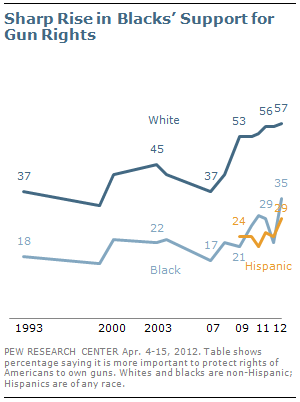 Sharp Rise in Blacks’ Support for
Gun Rights
White
37 45 37 53 56 57
18 22 17 21 29 35
24 29
Black
Hispanic
1993 2000 2003 07 09 11 12
PEW RESEARCH CENTER Apr. 4-15, 2012. Table shows
percentage saying it is more important to protect rights of
Americans to own guns. Whites and blacks are non-Hispanic;
Hispanics are of any race.